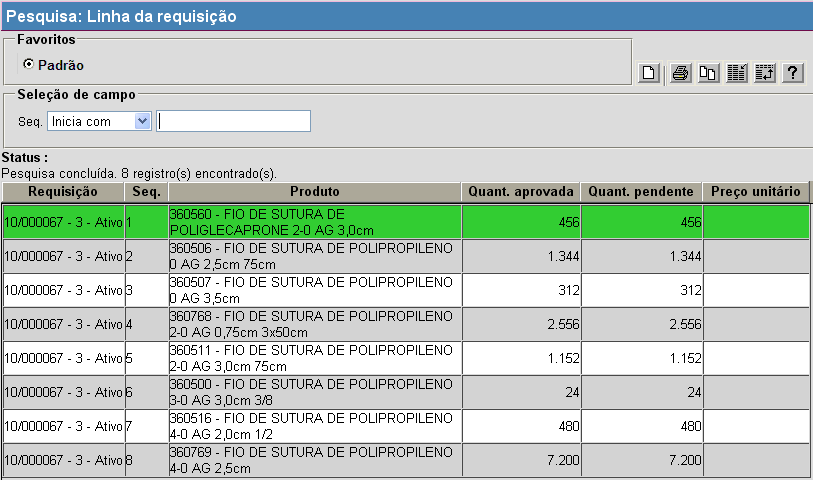 Pesquisa: Linha da requisição
Favoritos
Padrão
?
Seleção de campo
Seq. Inicia com
Status :
Pesquisa concluída. 8 registro(s) encontrado(s).
Requisição Seq. Produto Quant. aprovada Quant. pendente Preço unitário
10/000067 - 3 - Ativo 1 360560 - FIO DE SUTURA DE 456 456
POLIGLECAPRONE 2-0 AG 3,0cm
10/000067 - 3 - Ativo 2 360506 - FIO DE SUTURA DE POLIPROPILENO 1.344 1.344
0 AG 2,5cm 75cm
10/000067 - 3 - Ativo 3 360507 - FIO DE SUTURA DE POLIPROPILENO 312 312
0 AG 3,5cm
10/000067 - 3 - Ativo 4 360768 - FIO DE SUTURA DE POLIPROPILENO 2.556 2.556
2-0 AG 0,75cm 3x50cm
10/000067 - 3 - Ativo 5 360511 - FIO DE SUTURA DE POLIPROPILENO 1.152 1.152
2-0 AG 3,0cm 75cm
10/000067 - 3 - Ativo 6 360500 - FIO DE SUTURA DE POLIPROPILENO 24 24
3-0 AG 3,0cm 3/8
10/000067 - 3 - Ativo 7 360516 - FIO DE SUTURA DE POLIPROPILENO 480 480
4-0 AG 2,0cm 1/2
10/000067 - 3 - Ativo 8 360769 - FIO DE SUTURA DE POLIPROPILENO 7.200 7.200
4-0 AG 2,5cm